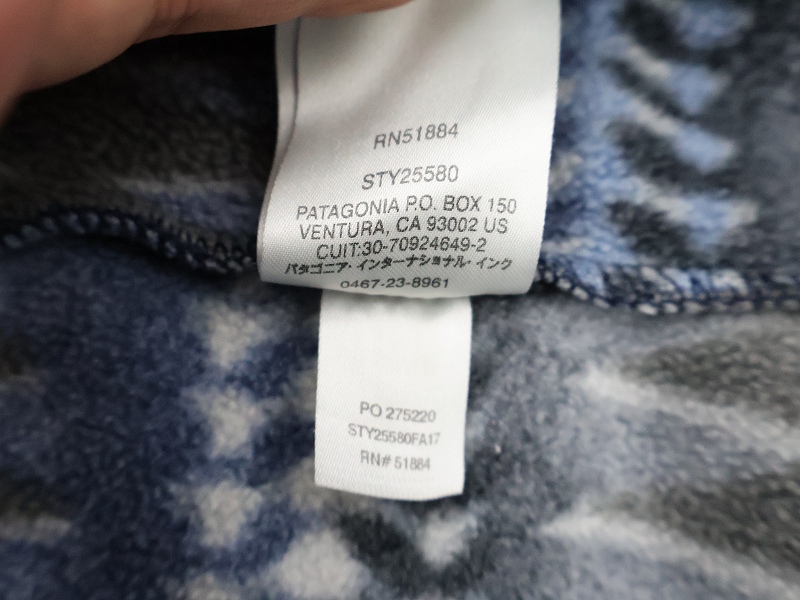 RN51884
STY25580
PATAGONIA P.O. BOX 150
VENTURA, CA 93002 US
CUIT:30-70924649-2
パタゴニア・インターナショナル・インク
0467-23-8961
PO 275220
STY25580FA17
RN# 51884